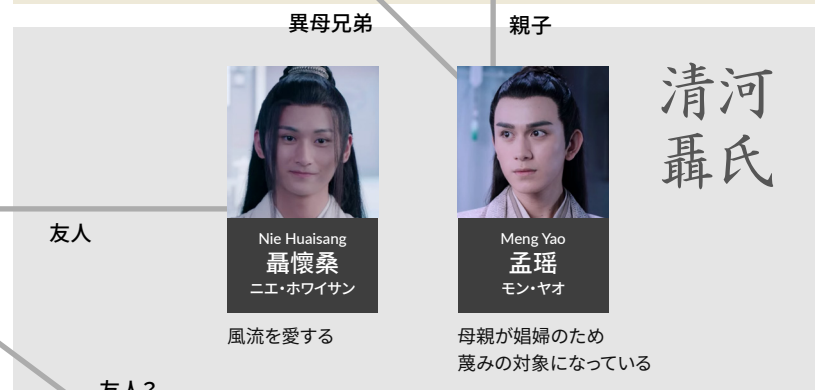 異母兄弟
親子
清河
聶氏
友人
Nie Huaisang
聶懷桑
ニエ・ホワイサン
風流を愛する
Meng Yao
孟瑶
モン・ヤオ
母親が娼婦のため
蔑みの対象になっている
友人?